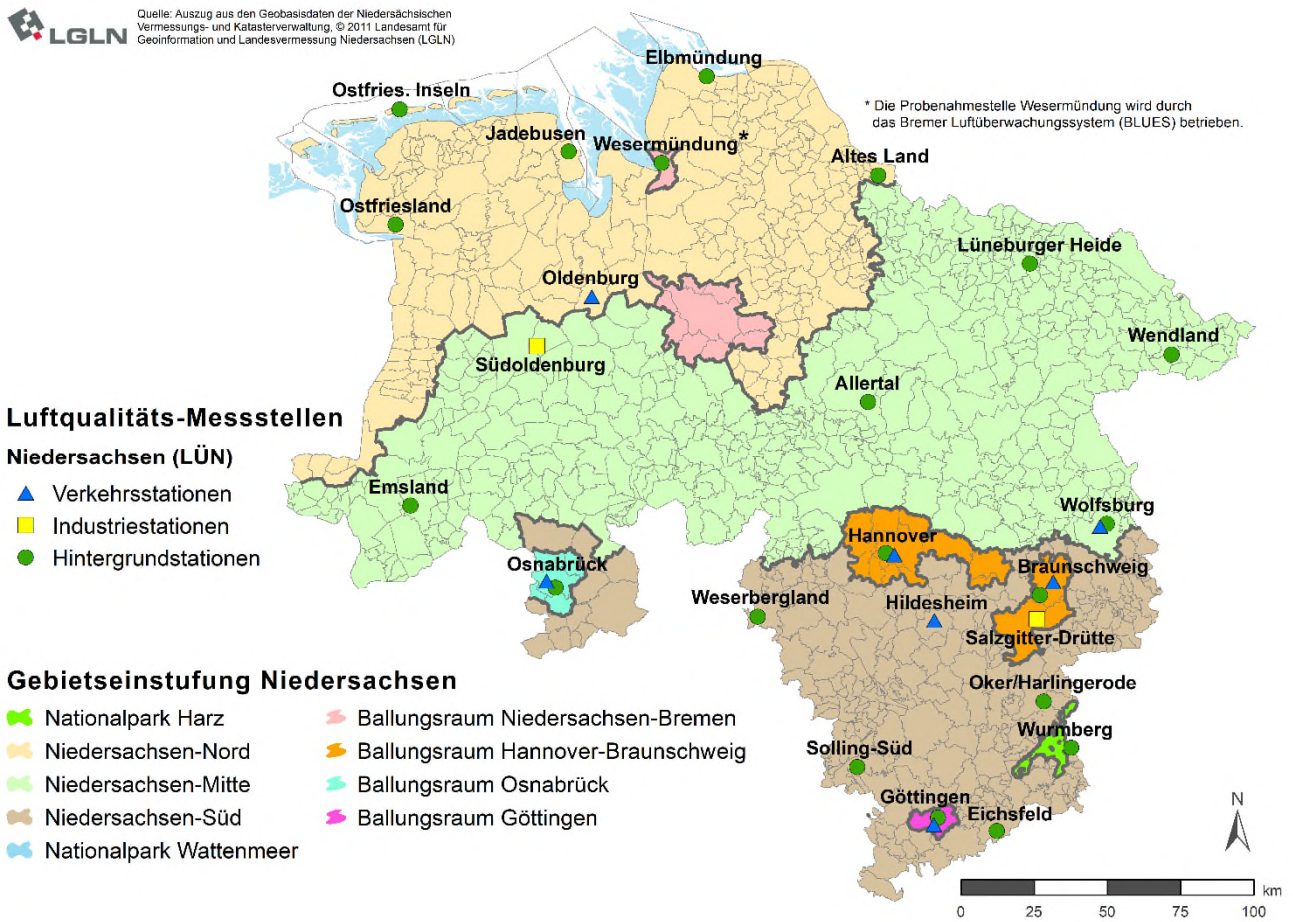 LGLN
Quelle: Auszug aus den Geobasisdaten der Niedersächsischen
Vermessungs- und Katasterverwaltung, © 2011 Landesamt für
Geoinformation und Landesvermessung Niedersachsen (LGLN)
Elbmündung
Ostfries. Inseln
* Die Probenahmestelle Wesermündung wird durch
das Bremer Luftüberwachungssystem (BLUES) betrieben.
Jadebusen
Wesermündung*
Altes Land
Ostfriesland
Lüneburger Heide
Oldenburg
Wendland
Südoldenburg
Allertal
Luftqualitäts-Messstellen
Niedersachsen (LÜN)
Verkehrsstationen
Industriestationen
Hintergrundstationen
Emsland
Wolfsburg
Hannover
Osnabrück
Braunschweig
Weserbergland
Hildesheim
Salzgitter-Drütte
Oker/Harlingerode
Wurmberg
Solling-Süd
Göttingen
Eichsfeld
Gebietseinstufung Niedersachsen
Nationalpark Harz
Niedersachsen-Nord
Niedersachsen-Mitte
Niedersachsen-Süd
Nationalpark Wattenmeer
Ballungsraum Niedersachsen-Bremen
Ballungsraum Hannover-Braunschweig
Ballungsraum Osnabrück
Ballungsraum Göttingen
N
km
0 25 50 75 100